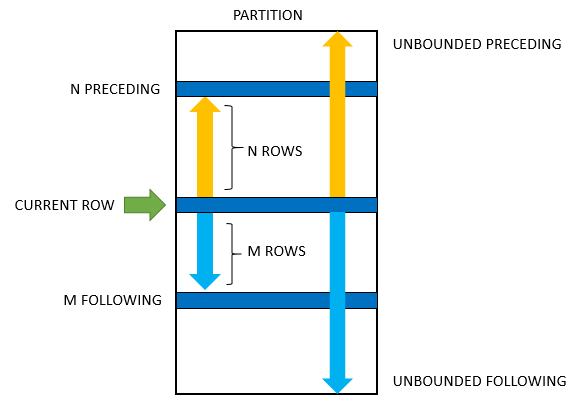 PARTITION
UNBOUNDED PRECEDING
N PRECEDING
N ROWS
CURRENT ROW
M ROWS
M FOLLOWING
UNBOUNDED FOLLOWING